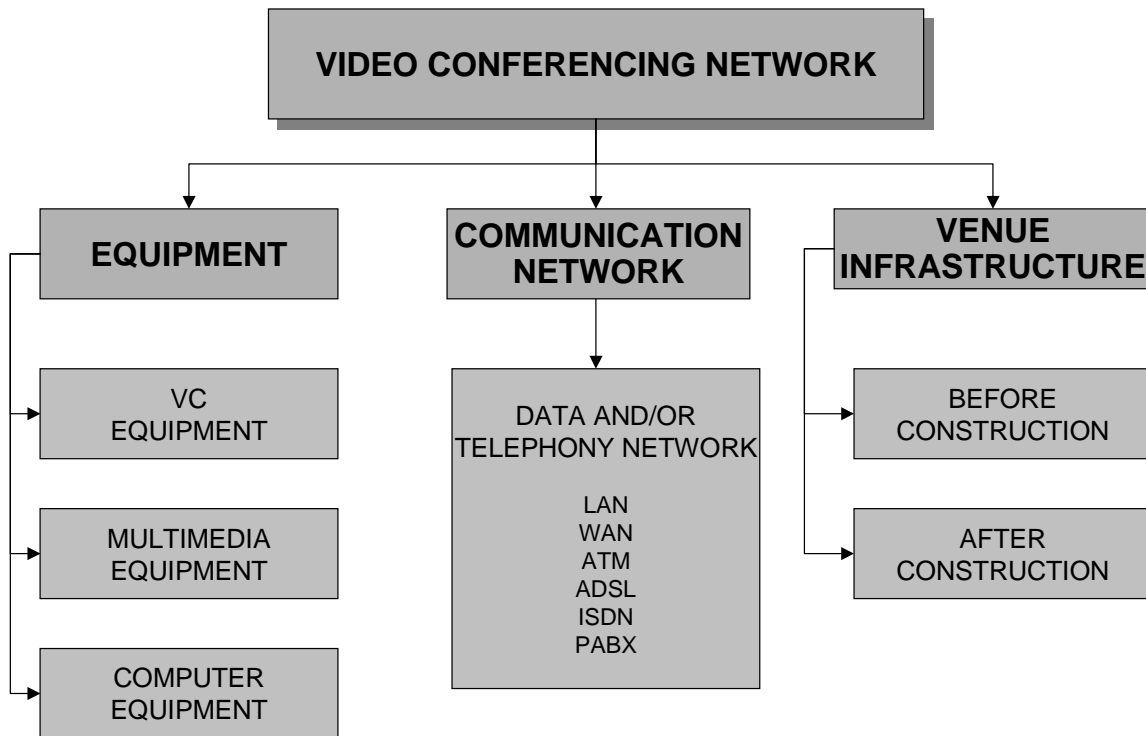 VIDEO CONFERENCING NETWORK
EQUIPMENT
COMMUNICATION
NETWORK
VENUE
INFRASTRUCTURE
VC
EQUIPMENT
MULTIMEDIA
EQUIPMENT
COMPUTER
EQUIPMENT
DATA AND/OR
TELEPHONY NETWORK
LAN
WAN
ATM
ADSL
ISDN
PABX
BEFORE
CONSTRUCTION
AFTER
CONSTRUCTION